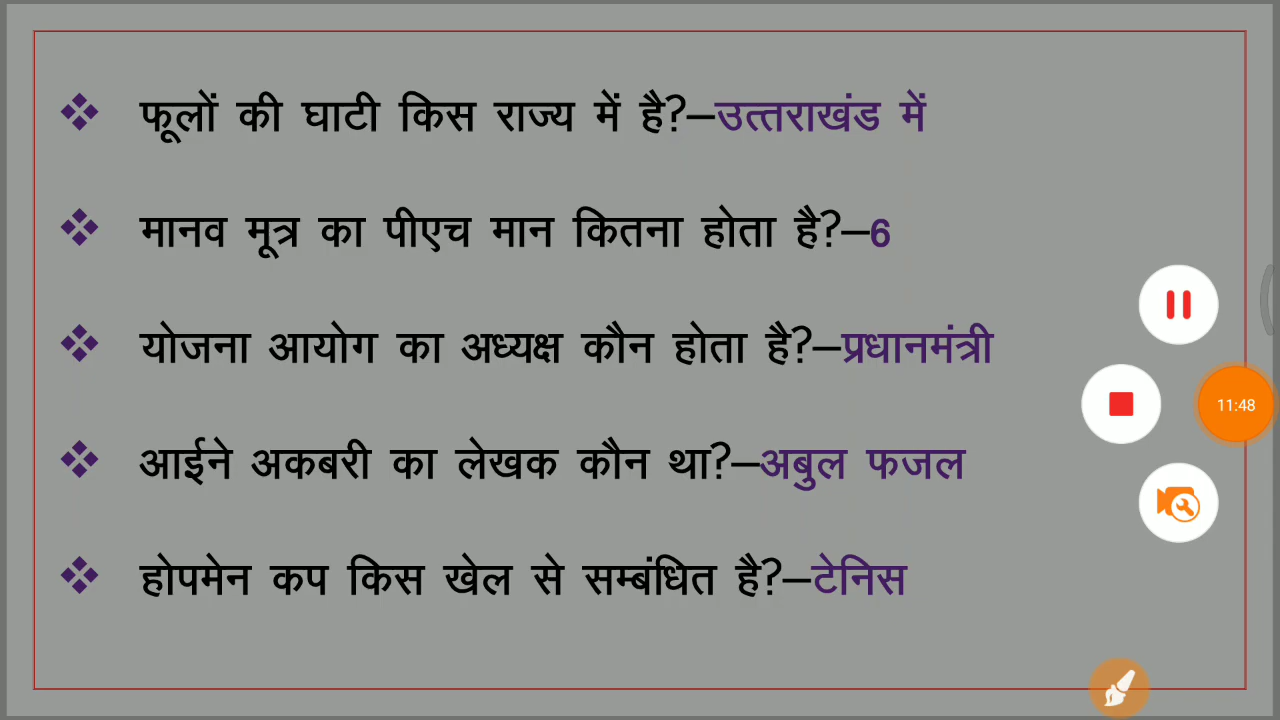 ❖ फूलों की घाटी किस राज्य में है?–उत्तराखंड में
❖ मानव मूत्र का पीएच मान कितना होता है?–6
❖ योजना आयोग का अध्यक्ष कौन होता है?–प्रधानमंत्री
11:48
❖ आईने अकबरी का लेखक कौन था?–अबुल फजल
❖ होपमेन कप किस खेल से सम्बंधित है?–टेनिस